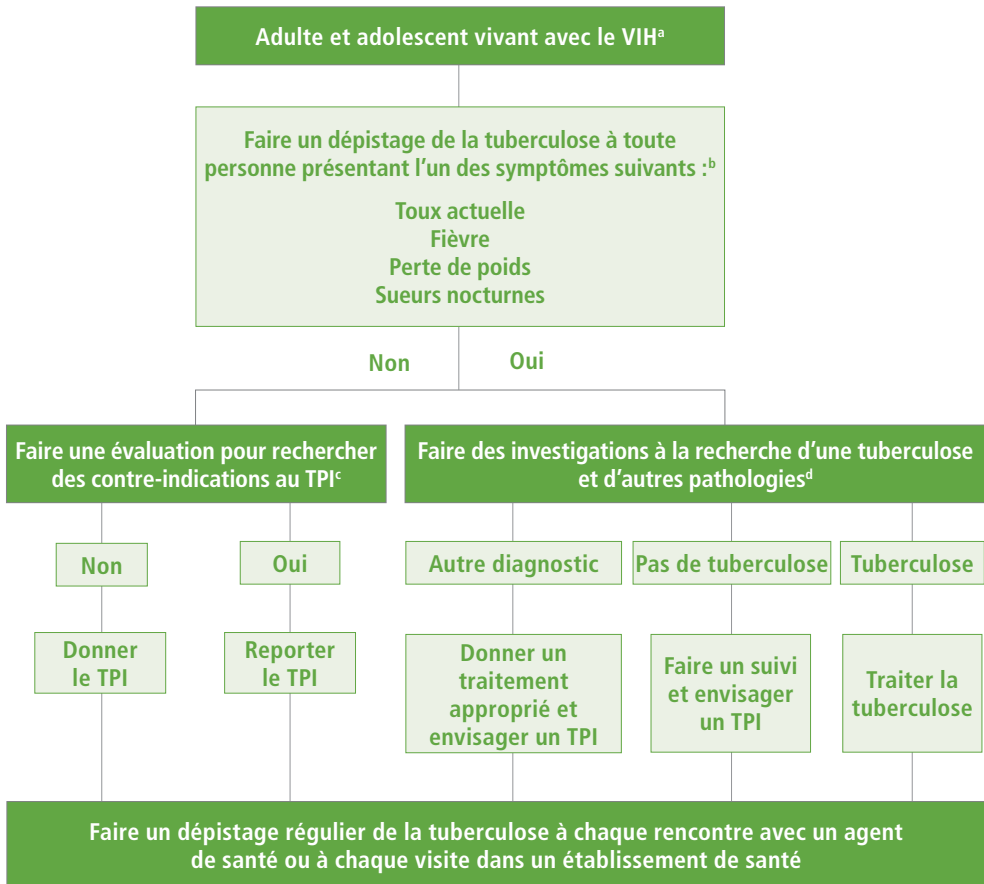 Adulte et adolescent vivant avec le VIHᵃ
Faire un dépistage de la tuberculose à toute
personne présentant l’un des symptômes suivants :ᵇ
Toux actuelle
Fièvre
Perte de poids
Sueurs nocturnes
Non
Oui
Faire une évaluation pour rechercher
des contre-indications au TPIᶜ
Faire des investigations à la recherche d’une tuberculose
et d’autres pathologiesᵈ
Non
Oui
Autre diagnostic
Pas de tuberculose
Tuberculose
Donner
le TPI
Reporter
le TPI
Donner un
traitement
approprié et
envisager un TPI
Faire un suivi
et envisager
un TPI
Traiter la
tuberculose
Faire un dépistage régulier de la tuberculose à chaque rencontre avec un agent
de santé ou à chaque visite dans un établissement de santé